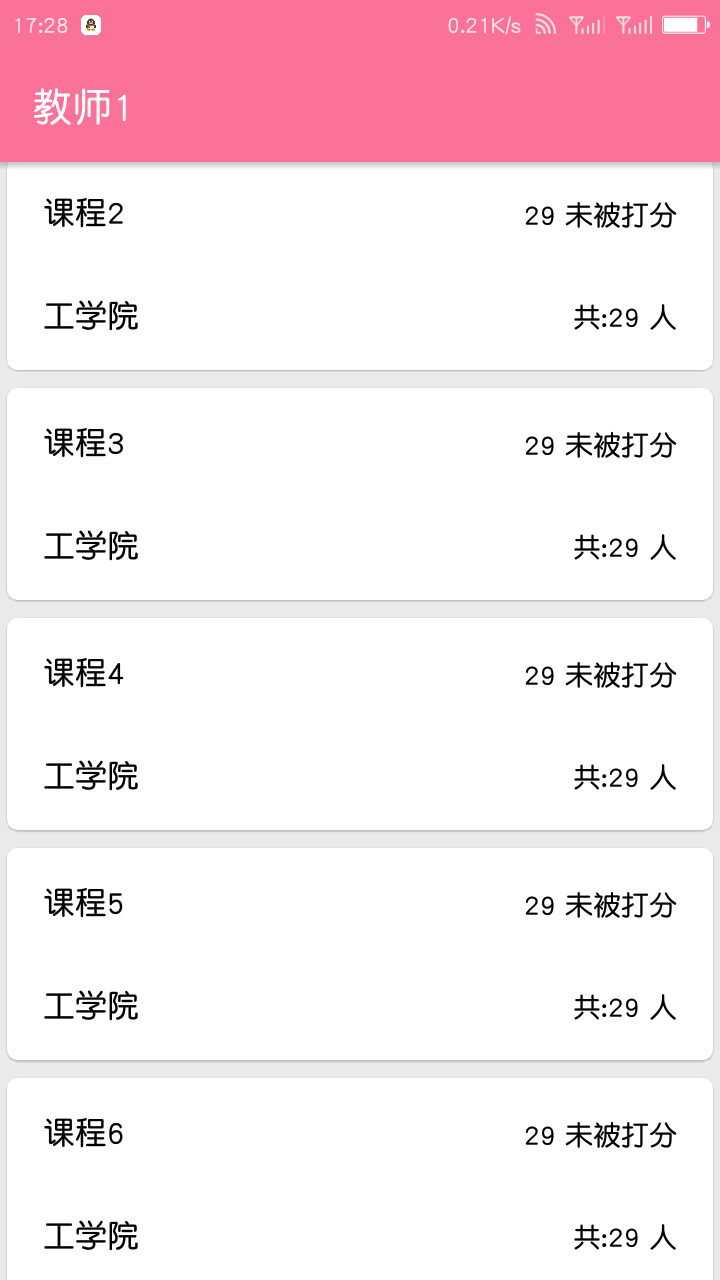 17:28 0.21K/s
教师1
课程2 29 未被打分
工学院 共:29 人
课程3 29 未被打分
工学院 共:29 人
课程4 29 未被打分
工学院 共:29 人
课程5 29 未被打分
工学院 共:29 人
课程6 29 未被打分
工学院 共:29 人